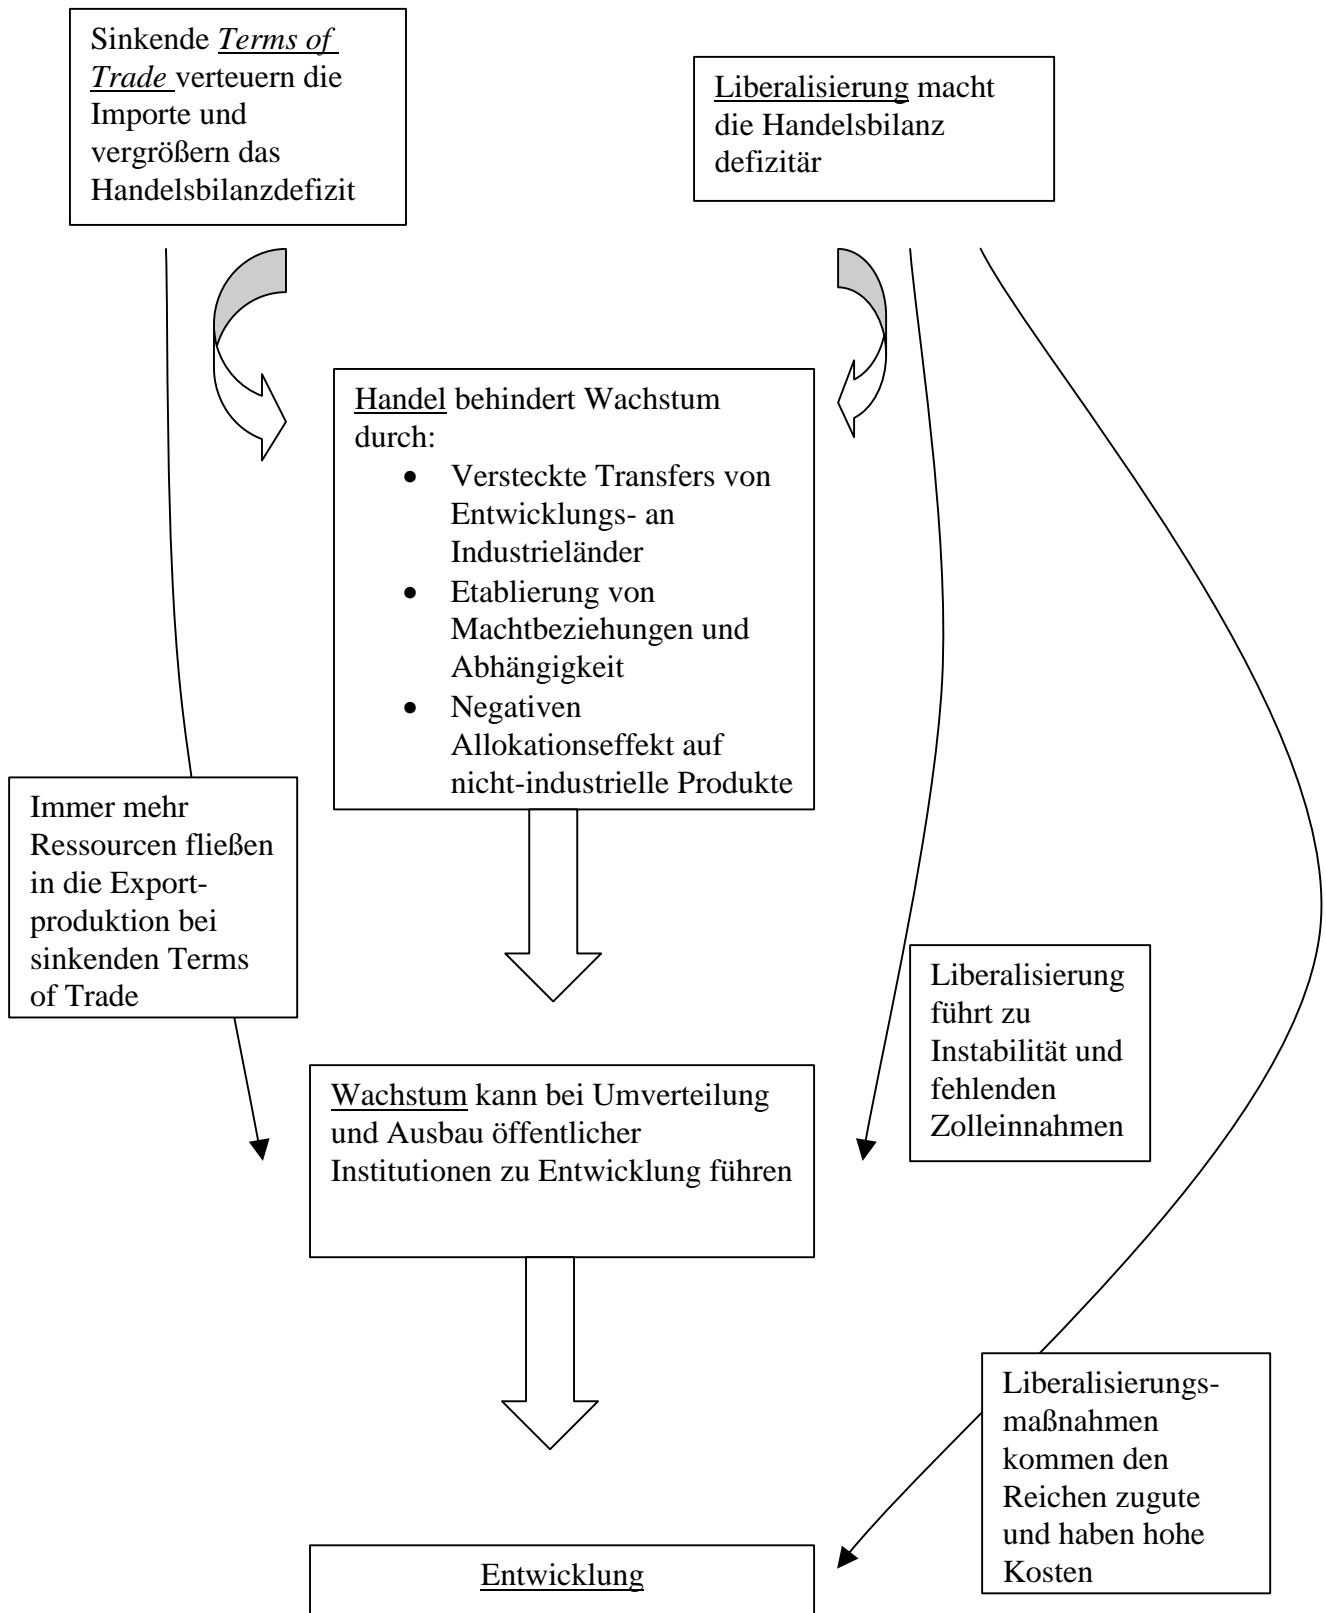 Sinkende Terms of
Trade verteuern die
Importe und
vergrößern das
Handelsbilanzdefizit
Liberalisierung macht
die Handelsbilanz
defizitär
Handel behindert Wachstum
durch:
• Versteckte Transfers von
Entwicklungs- an
Industrieländer
• Etablierung von
Machtbeziehungen und
Abhängigkeit
• Negativen
Allokationseffekt auf
nicht-industrielle Produkte
Immer mehr
Ressourcen fließen
in die Export-
produktion bei
sinkenden Terms
of Trade
Liberalisierung
führt zu
Instabilität und
fehlenden
Zolleinnahmen
Wachstum kann bei Umverteilung
und Ausbau öffentlicher
Institutionen zu Entwicklung führen
Liberalisierungs-
maßnahmen
kommen den
Reichen zugute
und haben hohe
Kosten
Entwicklung